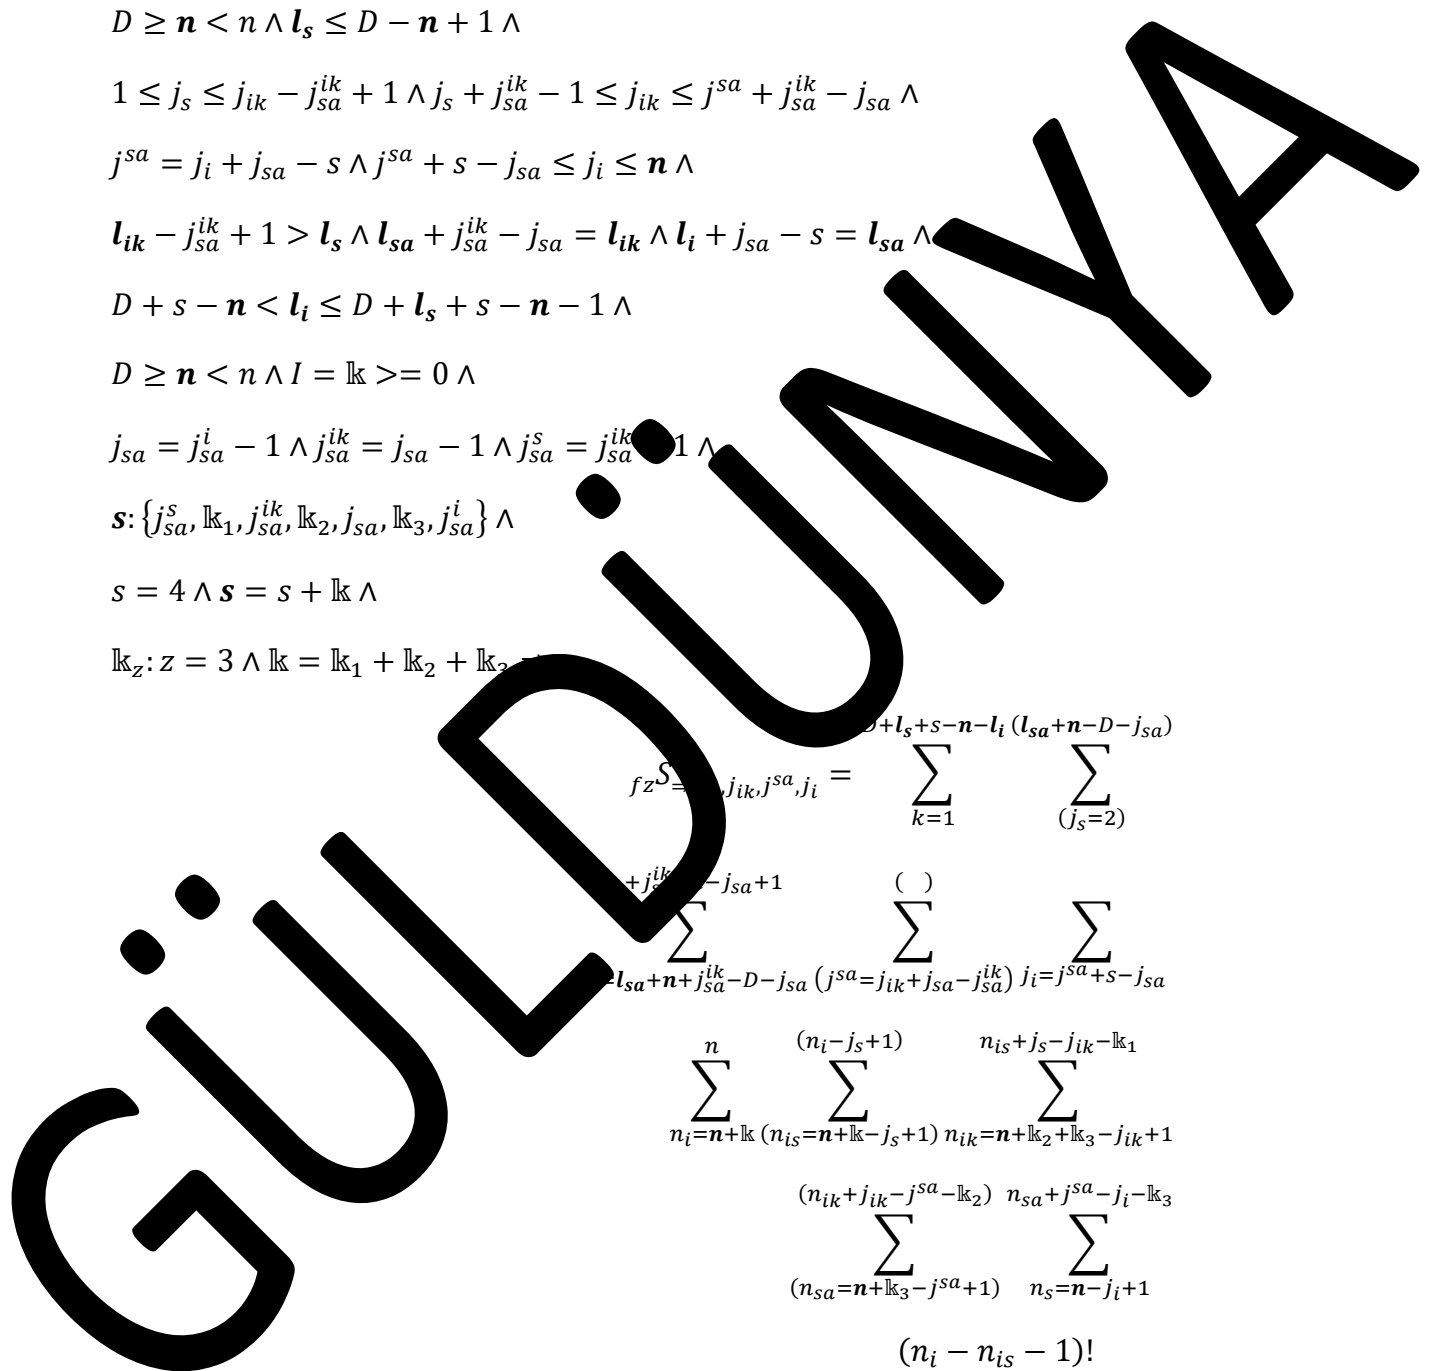 D ≥ n < n ∧ l_s ≤ D − n + 1 ∧
1 ≤ j_s ≤ j_ik − j_sa^ik + 1 ∧ j_s + j_sa^ik − 1 ≤ j_ik ≤ j^sa + j_sa^ik − j_sa ∧
j^sa = j_i + j_sa − s ∧ j^sa + s − j_sa ≤ j_i ≤ n ∧
l_ik − j_sa^ik + 1 > l_s ∧ l_sa + j_sa^ik − j_sa = l_ik ∧ l_i + j_sa − s = l_sa ∧
D + s − n < l_i ≤ D + l_s + s − n − 1 ∧
D ≥ n < n ∧ I = 𝕜 >= 0 ∧
j_sa = j_sa^i − 1 ∧ j_sa^ik = j_sa − 1 ∧ j_sa^s = j_sa^ik 1 ∧
s: {j_sa^s, 𝕜_1, j_sa^ik, 𝕜_2, j_sa, 𝕜_3, j_sa^i} ∧
s = 4 ∧ s = s + 𝕜 ∧
𝕜_z: z = 3 ∧ 𝕜 = 𝕜_1 + 𝕜_2 + 𝕜_3
D+l_s+s−n−l_i (l_sa+n−D−j_sa)
fz S ,j_ik,j^sa,j_i = ∑ ∑
k=1 (j_s=2)
+j_sa^ik −j_sa+1 ( )
∑ ∑ ∑
=l_sa+n+j_sa^ik−D−j_sa (j^sa=j_ik+j_sa−j_sa^ik) j_i=j^sa+s−j_sa
n (n_i−j_s+1) n_is+j_s−j_ik−𝕜_1
∑ ∑ ∑
n_i=n+𝕜 (n_is=n+𝕜−j_s+1) n_ik=n+𝕜_2+𝕜_3−j_ik+1
(n_ik+j_ik−j^sa−𝕜_2) n_sa+j^sa−j_i−𝕜_3
∑ ∑
(n_sa=n+𝕜_3−j^sa+1) n_s=n−j_i+1
(n_i − n_is − 1)!
GÜLDÜNYA